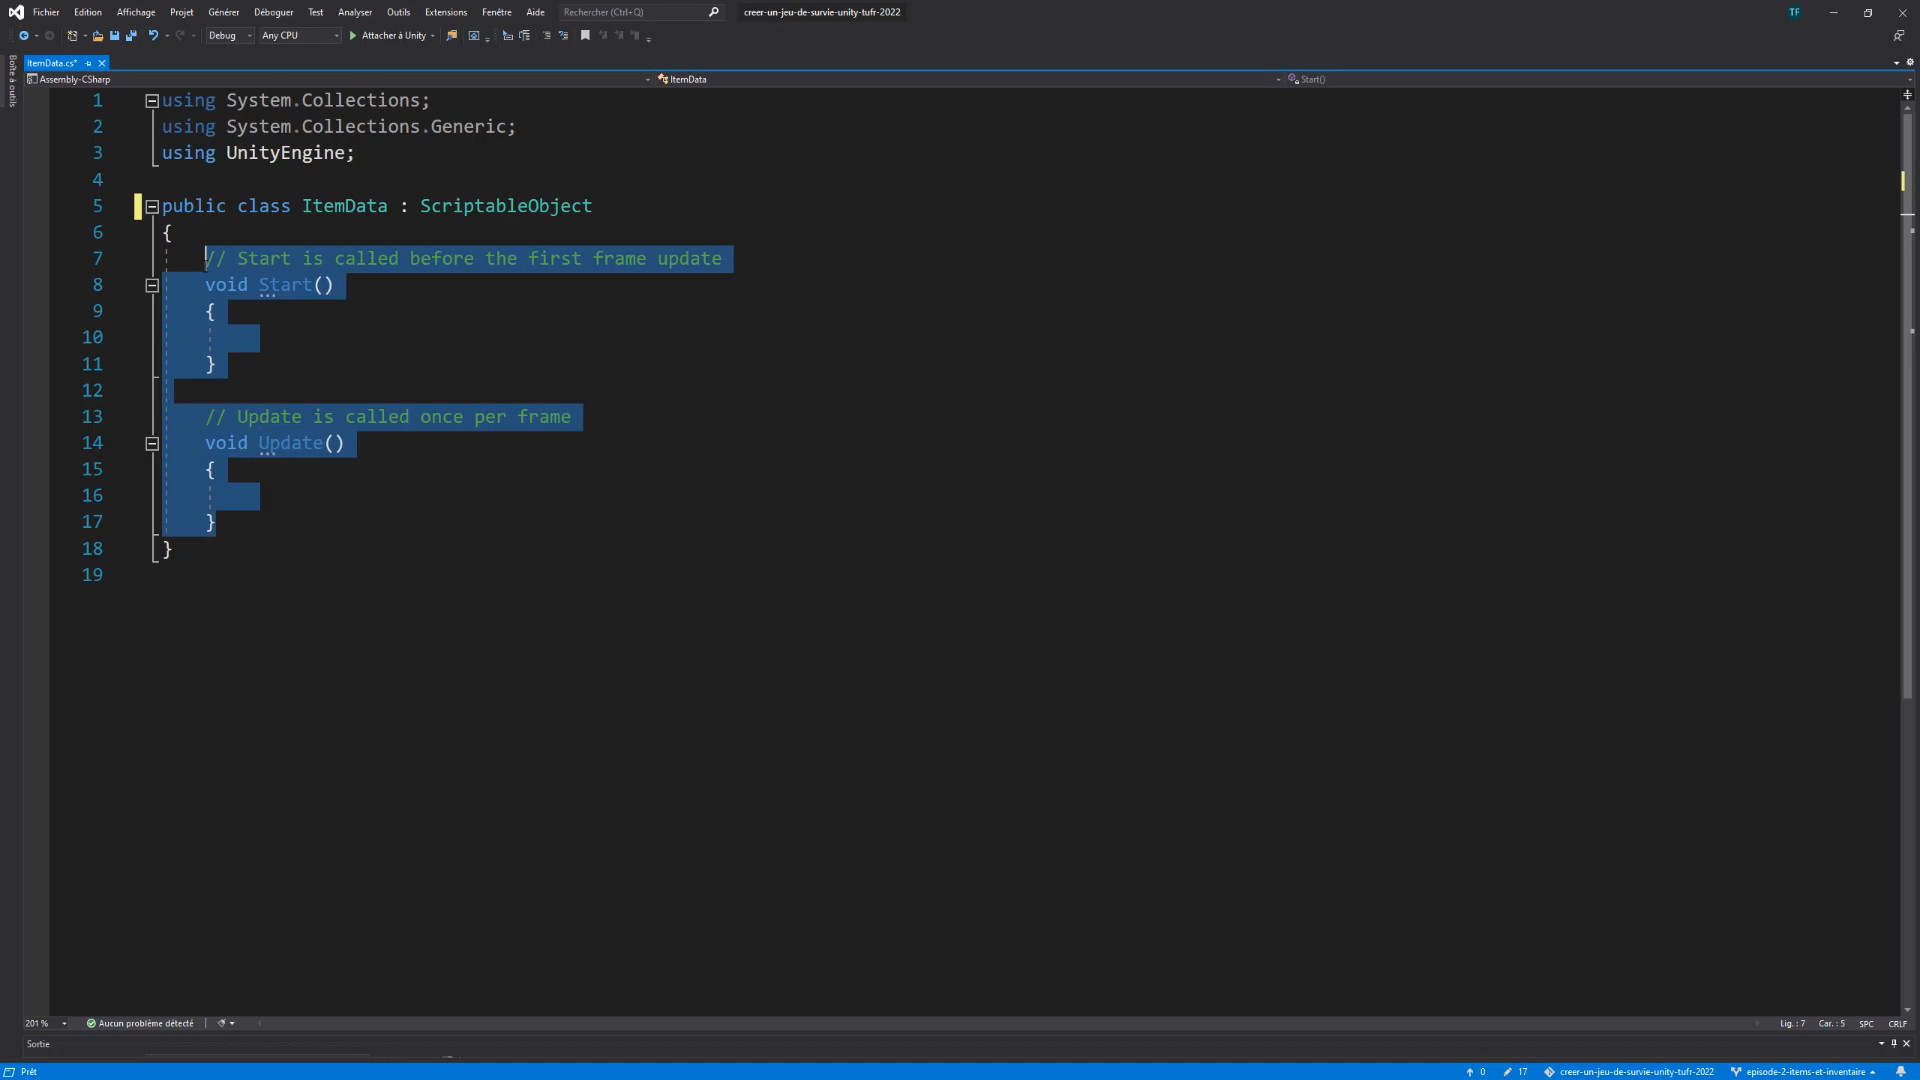 Fichier Edition Affichage Projet Générer Déboguer Test Analyser Outils Extensions Fenêtre Aide Rechercher (Ctrl+Q) creer-un-jeu-de-survie-unity-tufr-2022 TF
Debug Any CPU Attacher à Unity
Boîte à outils
ItemData.cs*
Assembly-CSharp ItemData Start()
1 using System.Collections;
2 using System.Collections.Generic;
3 using UnityEngine;
4
5 public class ItemData : ScriptableObject
6 {
7 // Start is called before the first frame update
8 void Start()
9 {
10
11 }
12
13 // Update is called once per frame
14 void Update()
15 {
16
17 }
18 }
19
201 % Aucun problème détecté Lig. : 7 Car. : 5 SPC CRLF
Sortie
Prêt 0 17 creer-un-jeu-de-survie-unity-tufr-2022 episode-2-items-et-inventaire